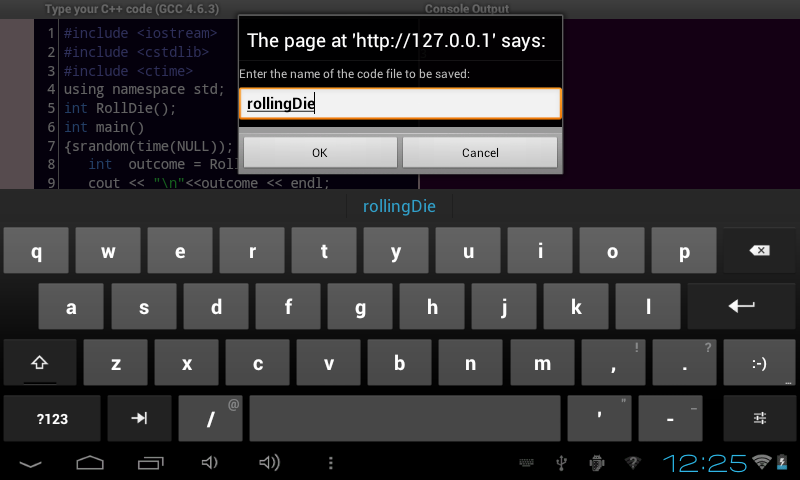 Type your C++ code (GCC 4.6.3)
Console Output
1 #include <iostream>
2 #include <cstdlib>
3 #include <ctime>
4 using namespace std;
5 int RollDie();
6 int main()
7 {srandom(time(NULL));
8 int outcome = Rol
9 cout << "\n"<<outcome << endl;
The page at 'http://127.0.0.1' says:
Enter the name of the code file to be saved:
rollingDie
OK Cancel
rollingDie
q w e r t y u i o p
a s d f g h j k l
z x c v b n m , ! . ? :-) ...
?123 / @ ' " - _
12:25